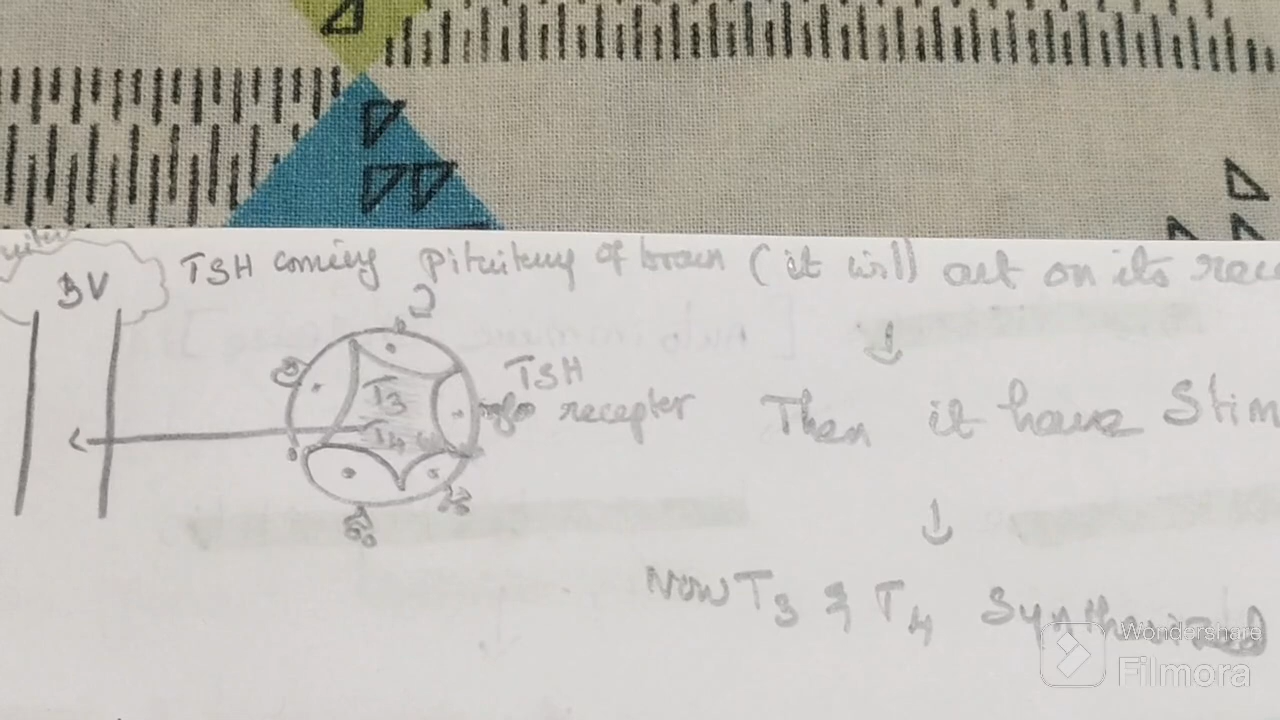 BV
TSH coming pituitary of brain (it will act on its rece
TSH
receptor
T3
T4
Then it have Stim
Now T3 & T4 Synthesized
Wondershare
Filmora